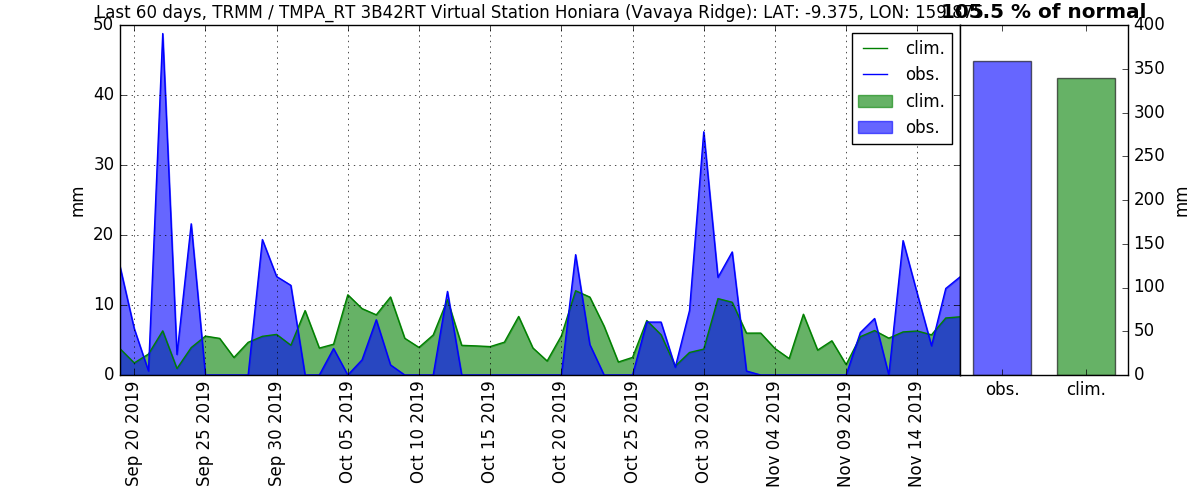 Last 60 days, TRMM / TMPA_RT 3B42RT Virtual Station Honiara (Vavaya Ridge): LAT: -9.375, LON: 159.875
105.5 % of normal
50
40
30
20
10
0
mm
clim.
obs.
clim.
obs.
400
350
300
250
200
150
100
50
0
mm
Sep 20 2019
Sep 25 2019
Sep 30 2019
Oct 05 2019
Oct 10 2019
Oct 15 2019
Oct 20 2019
Oct 25 2019
Oct 30 2019
Nov 04 2019
Nov 09 2019
Nov 14 2019
obs.
clim.